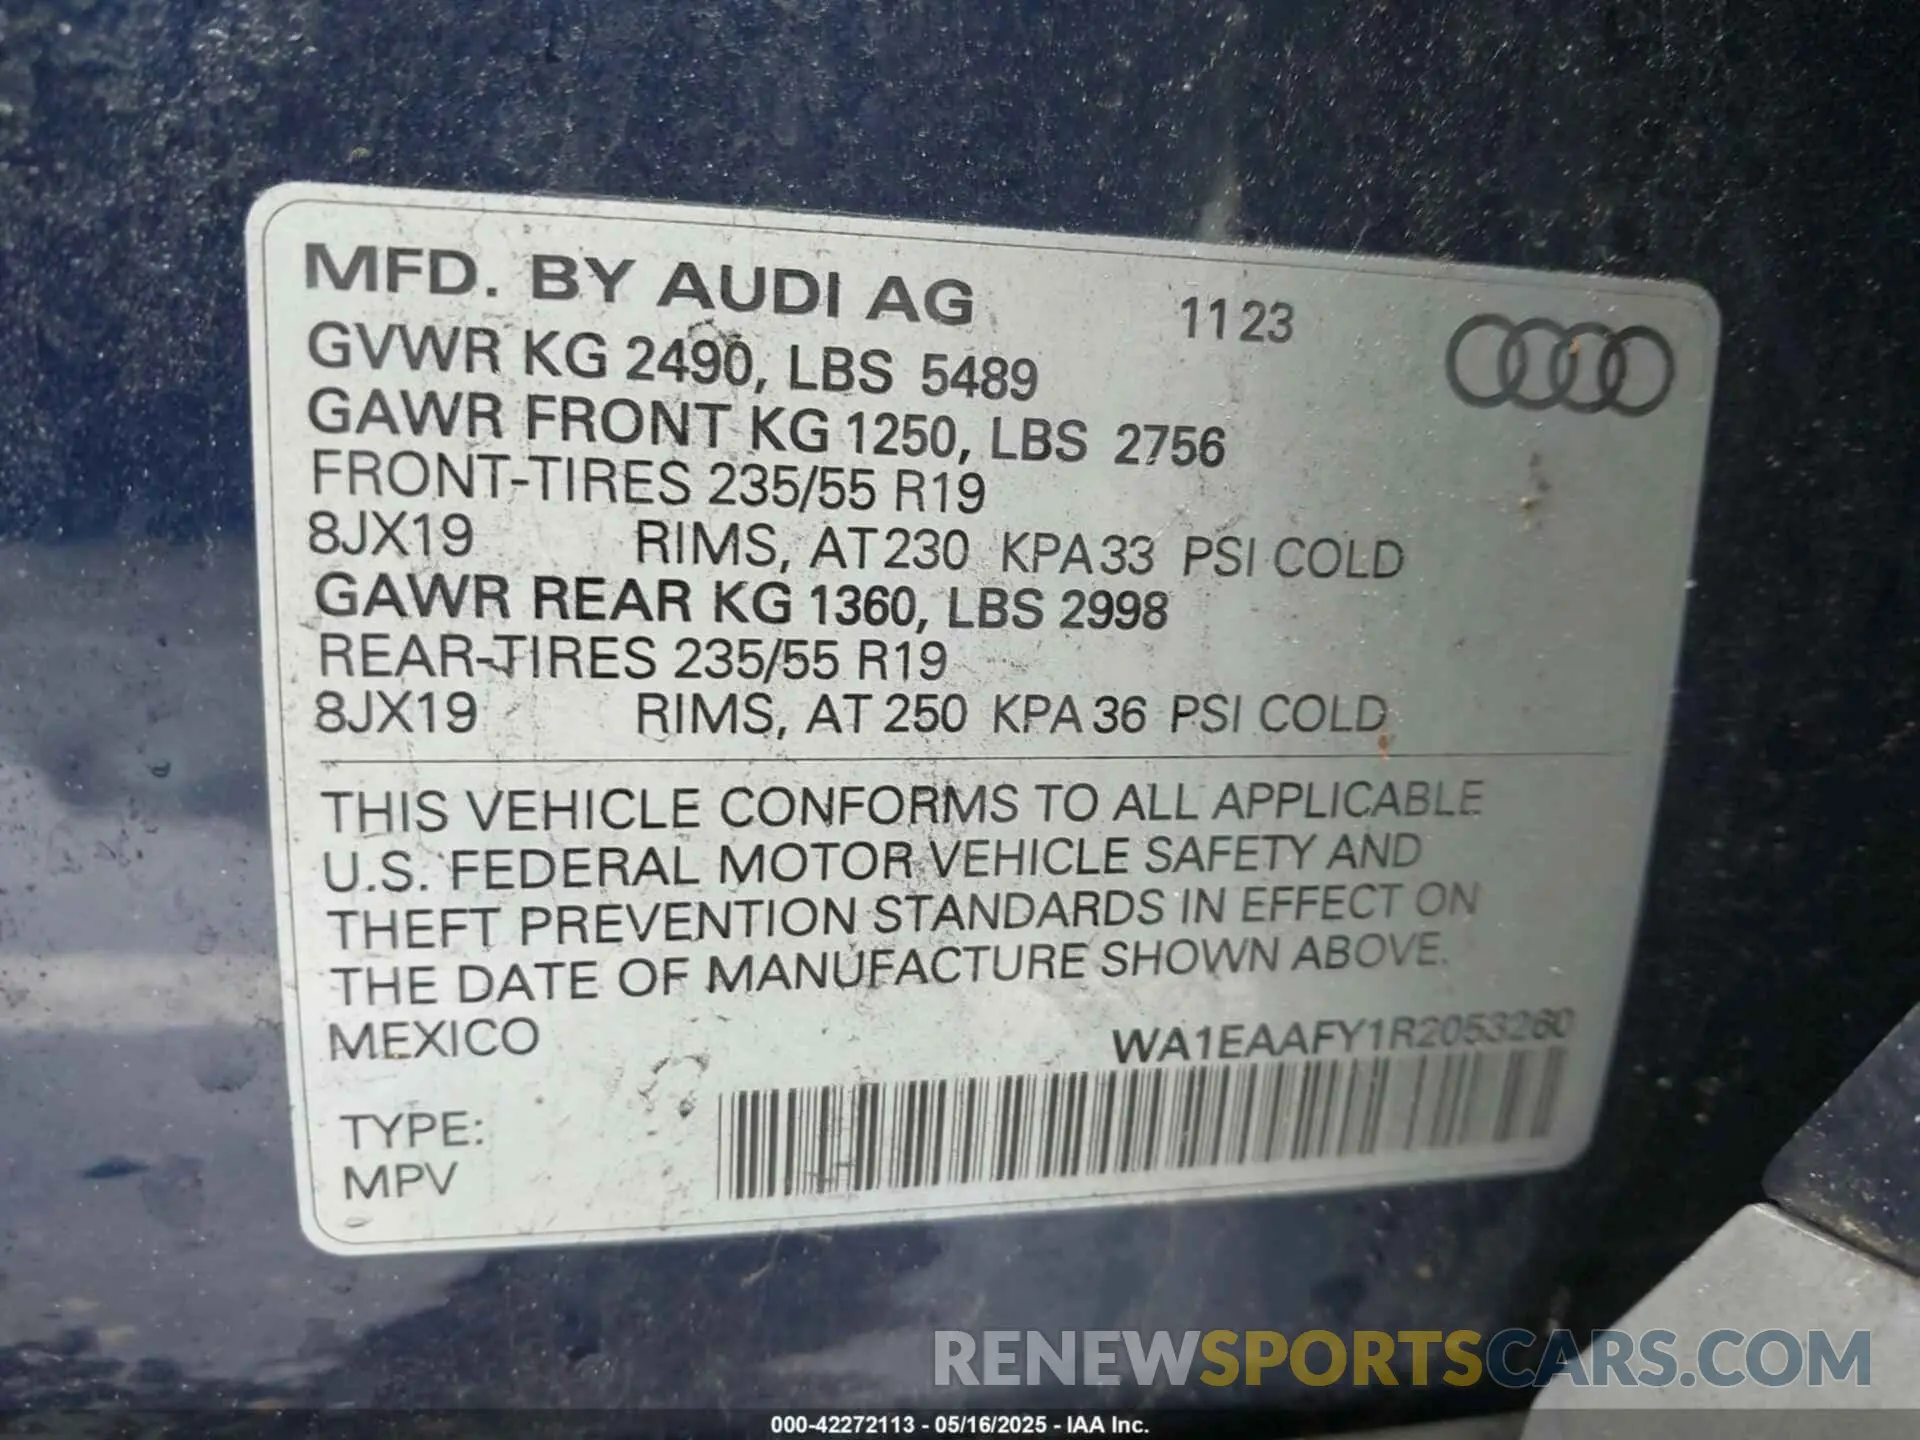 MFD. BY AUDI AG 1123
GVWR KG 2490, LBS 5489
GAWR FRONT KG 1250, LBS 2756
FRONT-TIRES 235/55 R19
8JX19 RIMS, AT 230 KPA 33 PSI COLD
GAWR REAR KG 1360, LBS 2998
REAR-TIRES 235/55 R19
8JX19 RIMS, AT 250 KPA 36 PSI COLD
THIS VEHICLE CONFORMS TO ALL APPLICABLE
U.S. FEDERAL MOTOR VEHICLE SAFETY AND
THEFT PREVENTION STANDARDS IN EFFECT ON
THE DATE OF MANUFACTURE SHOWN ABOVE.
MEXICO WA1EAAFY1R2053260
TYPE:
MPV
RENEWSPORTSCARS.COM
000-42272113 - 05/16/2025 - IAA Inc.